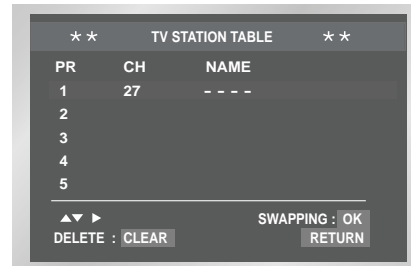 ** TV STATION TABLE **
PR CH NAME
1 27 - - - -
2
3
4
5
▲▼ ▶ SWAPPING : OK
DELETE : CLEAR RETURN